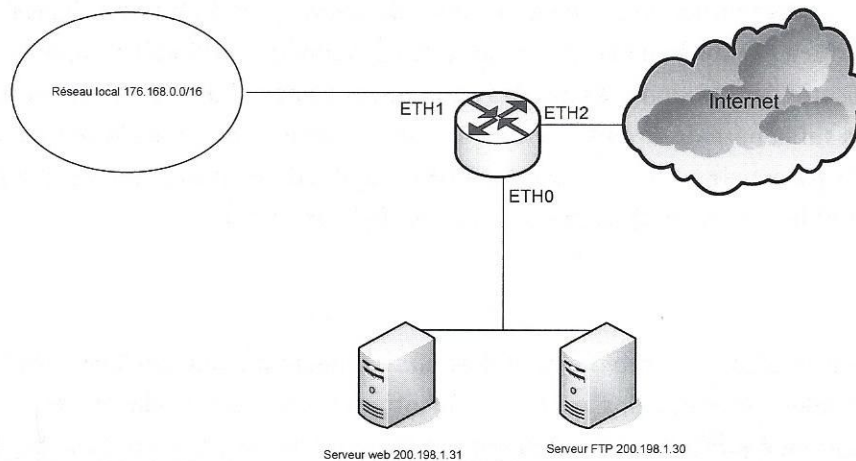 Réseau local 176.168.0.0/16
ETH1
ETH2
Internet
ETH0
Serveur web 200.198.1.31
Serveur FTP 200.198.1.30